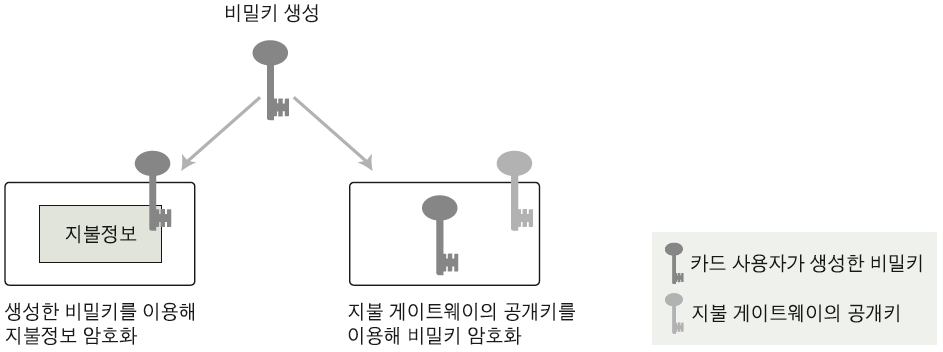 비밀키 생성
지불정보
생성한 비밀키를 이용해
지불정보 암호화
지불 게이트웨이의 공개키를
이용해 비밀키 암호화
카드 사용자가 생성한 비밀키
지불 게이트웨이의 공개키